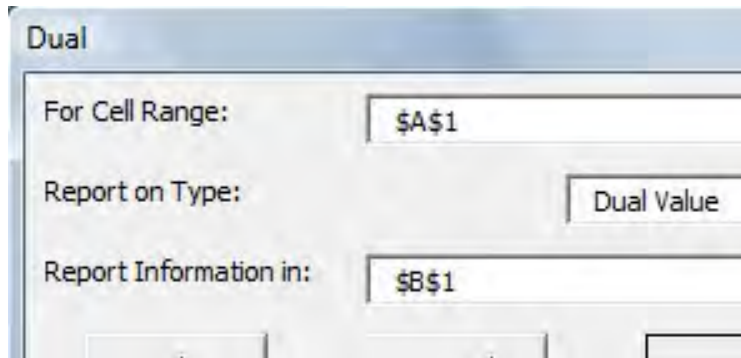 Dual
For Cell Range: $A$1
Report on Type: Dual Value
Report Information in: $B$1